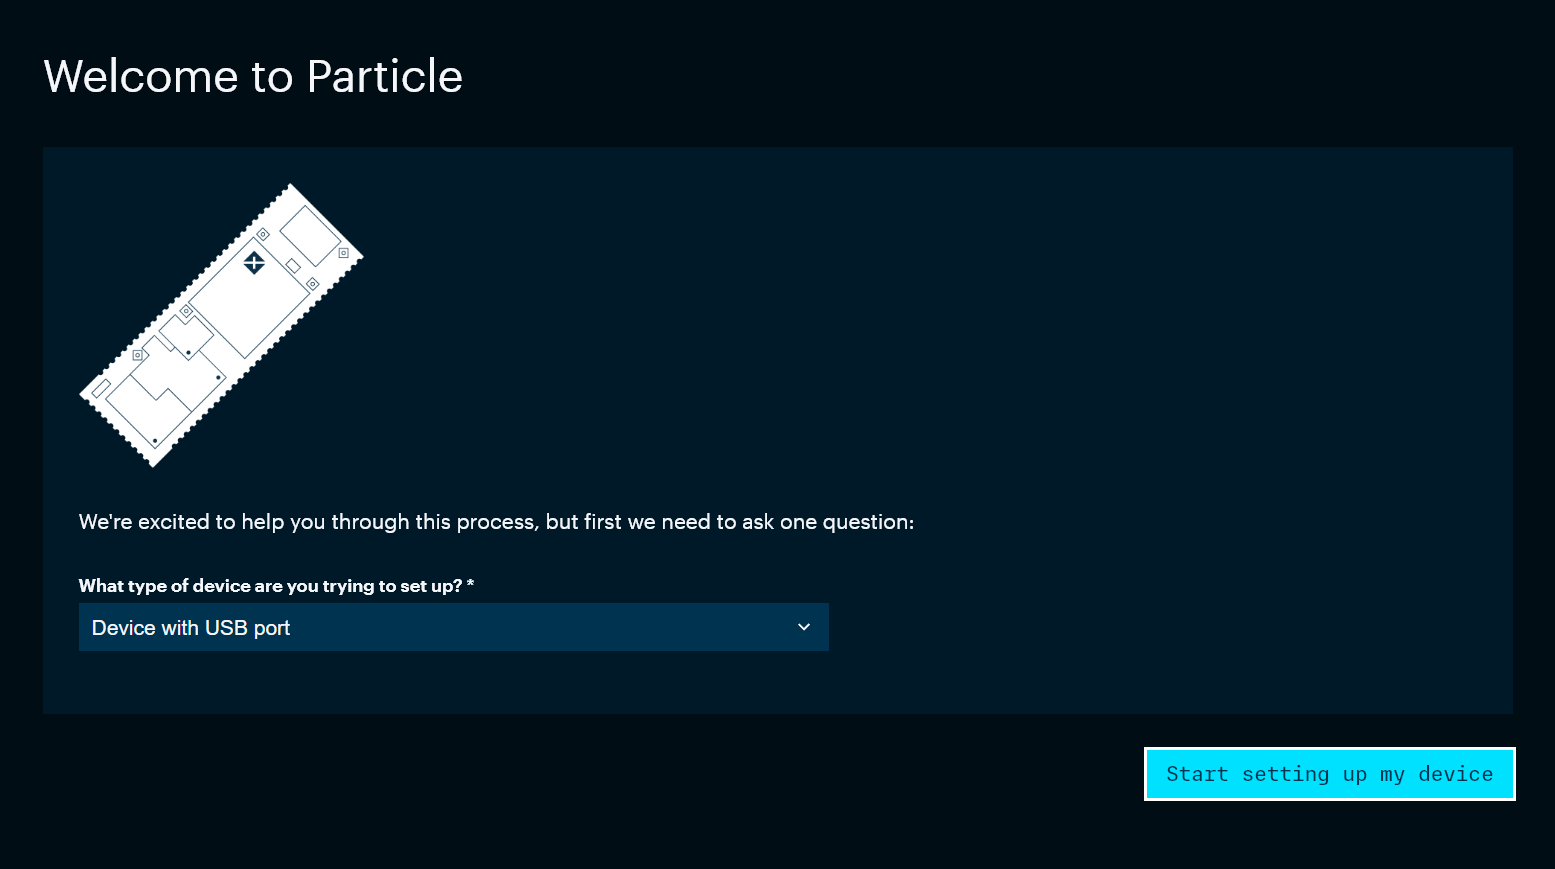 Welcome to Particle
We're excited to help you through this process, but first we need to ask one question:
What type of device are you trying to set up? *
Device with USB port
Start setting up my device